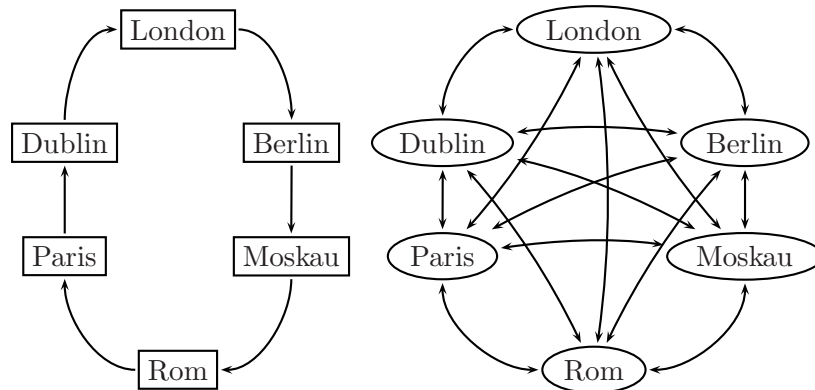 London
Dublin
Berlin
Paris
Moskau
Rom
London
Dublin
Berlin
Paris
Moskau
Rom